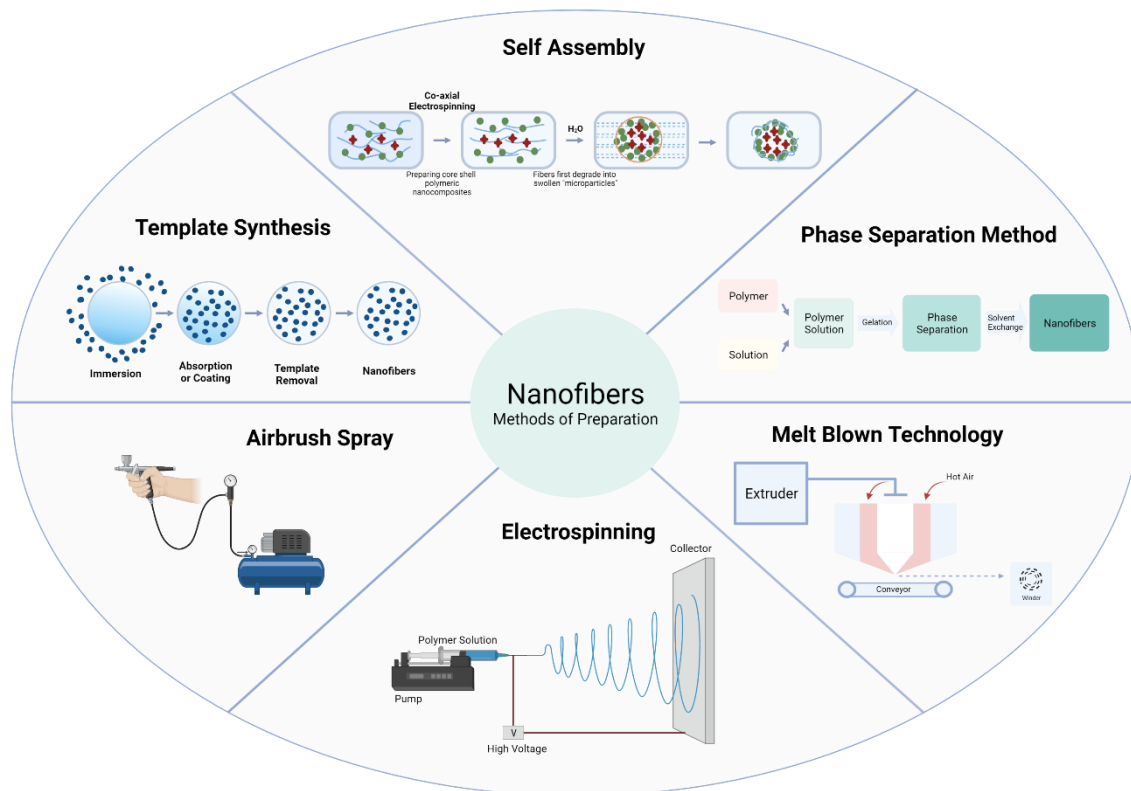 Self Assembly
Co-axial
Electrospinning
H₂O
Preparing core shell
polymeric
nanocomposites
Fibers first degrade into
swollen "microparticles"
Template Synthesis
Immersion
Absorption
or Coating
Template
Removal
Nanofibers
Phase Separation Method
Polymer
Solution
Polymer
Solution
Gelation
Phase
Separation
Solvent
Exchange
Nanofibers
Nanofibers
Methods of Preparation
Airbrush Spray
Melt Blown Technology
Extruder
Hot Air
Conveyor
Winder
Electrospinning
Collector
Polymer Solution
Pump
V
High Voltage